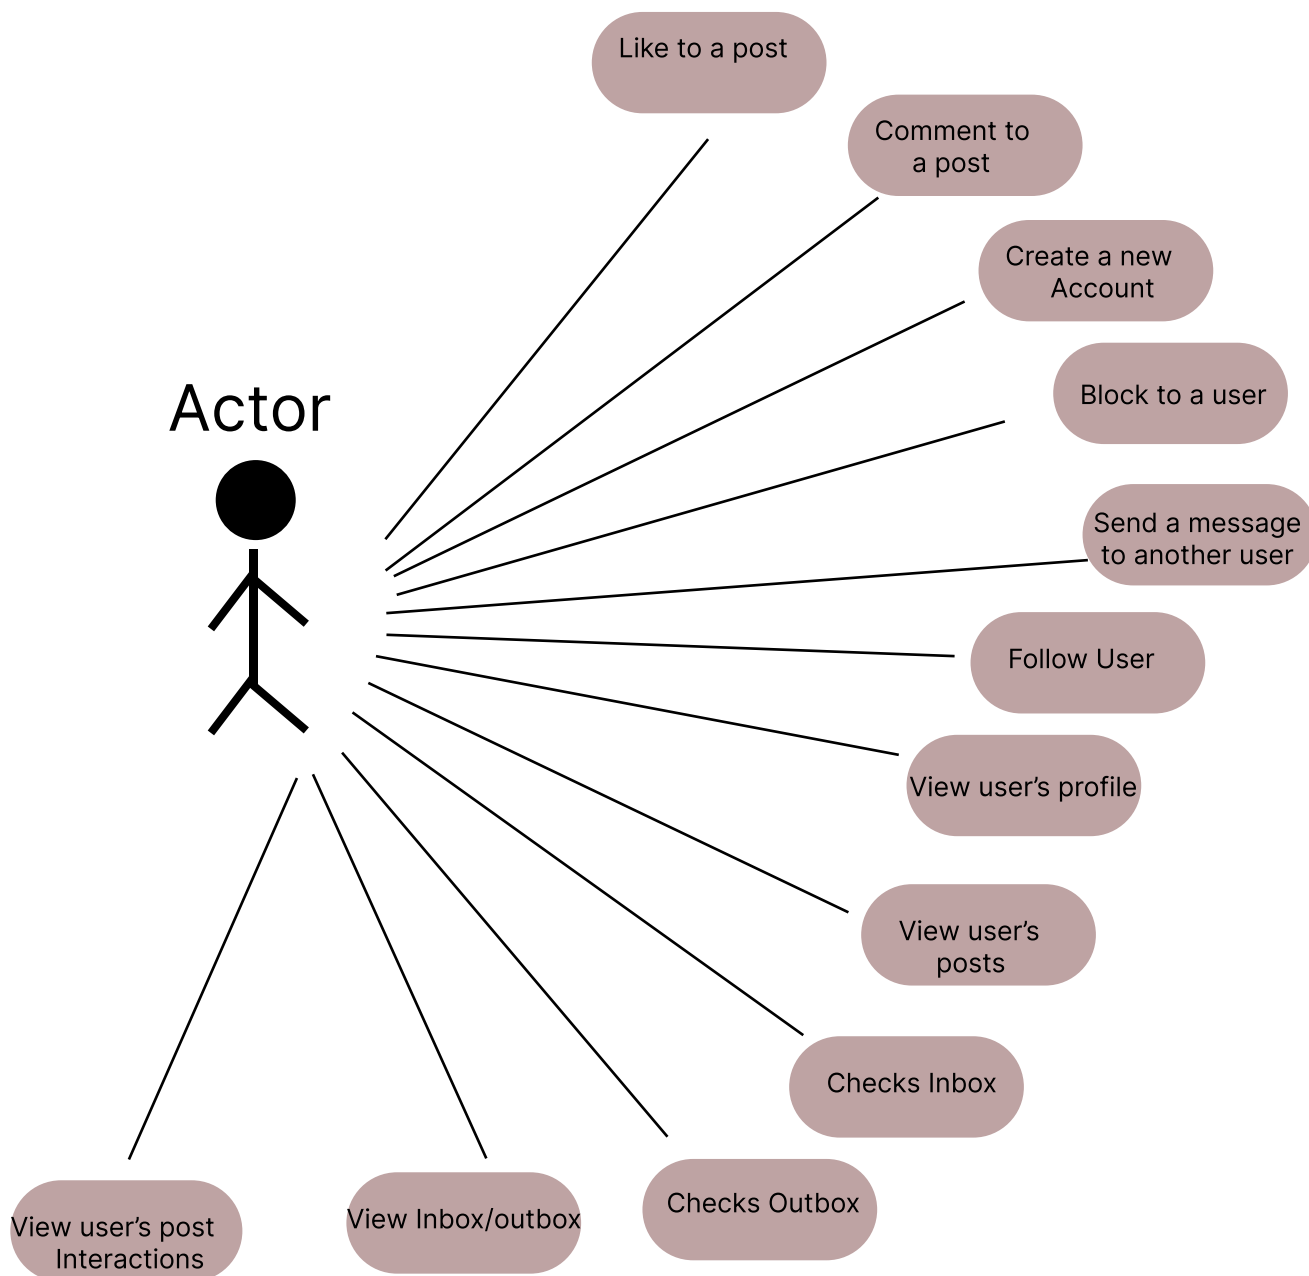 Like to a post
Comment to
a post
Create a new
Account
Actor
Block to a user
Send a message
to another user
Follow User
View user’s profile
View user’s
posts
Checks Inbox
Checks Outbox
View Inbox/outbox
View user’s post
Interactions